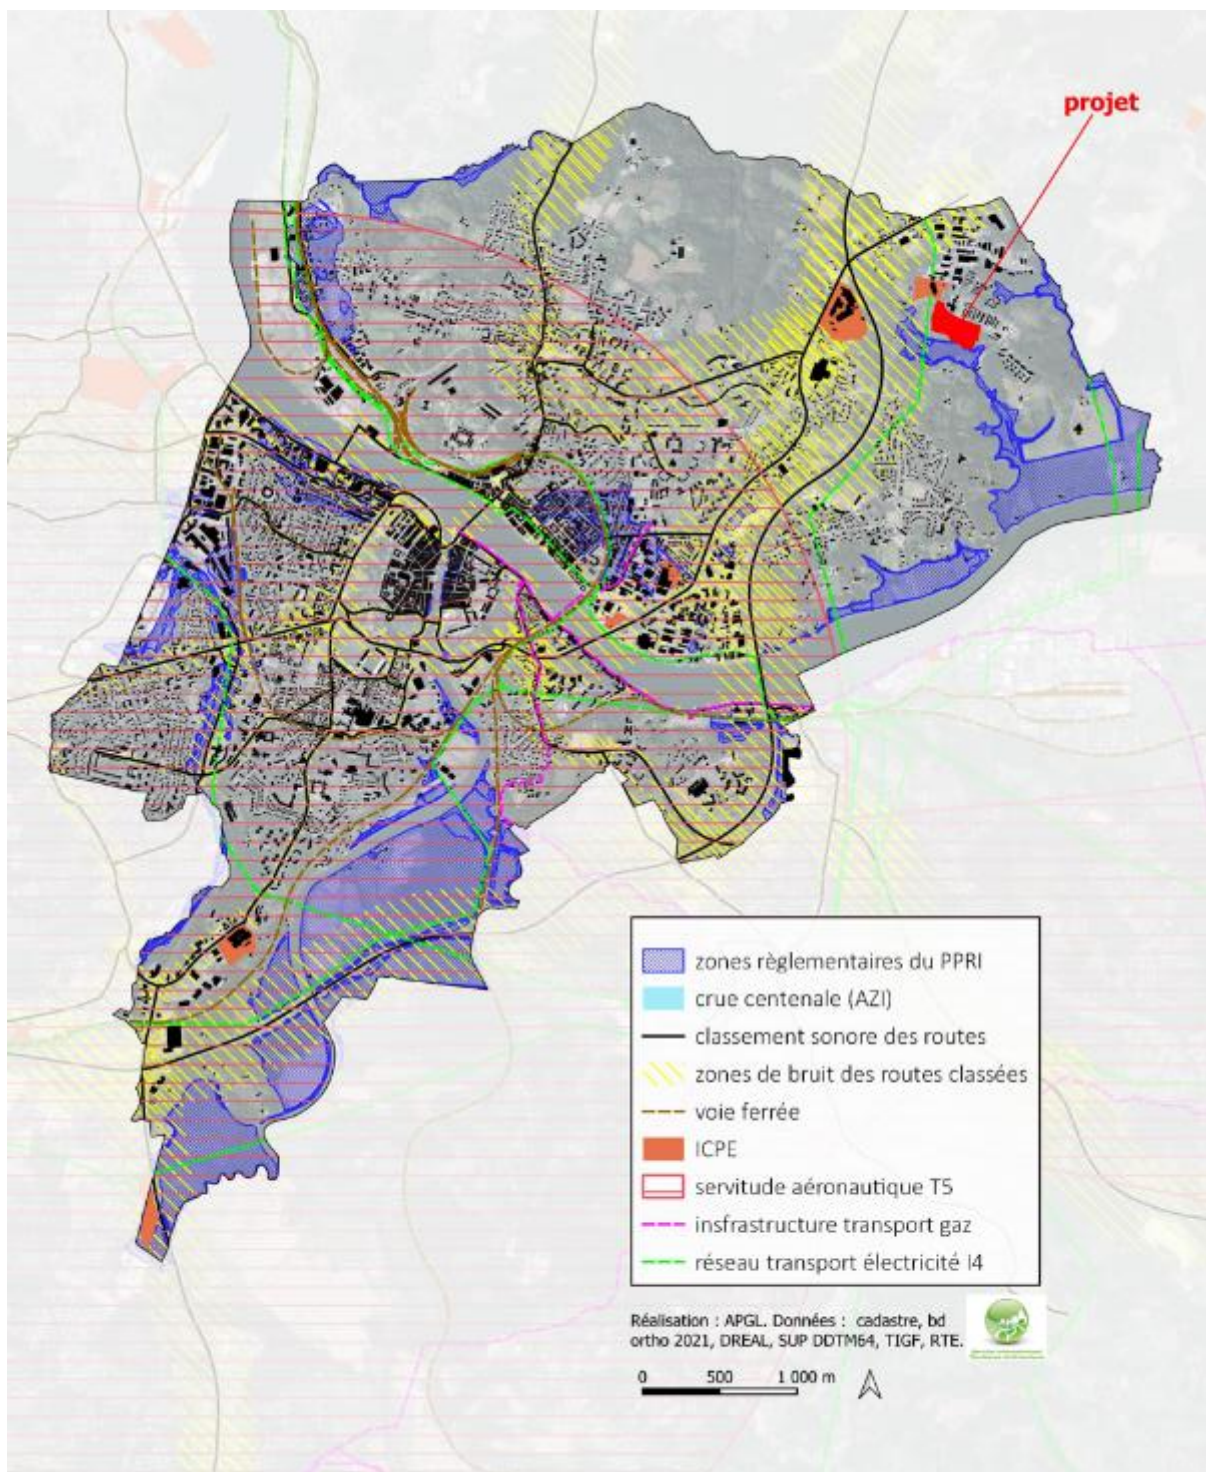 projet
zones règlementaires du PPRI
crue centenale (AZI)
classement sonore des routes
zones de bruit des routes classées
voie ferrée
ICPE
servitude aéronautique T5
insfrastructure transport gaz
réseau transport électricité I4
Réalisation : APGL. Données : cadastre, bd
ortho 2021, DREAL, SUP DDTM64, TIGF, RTE.
0 500 1 000 m